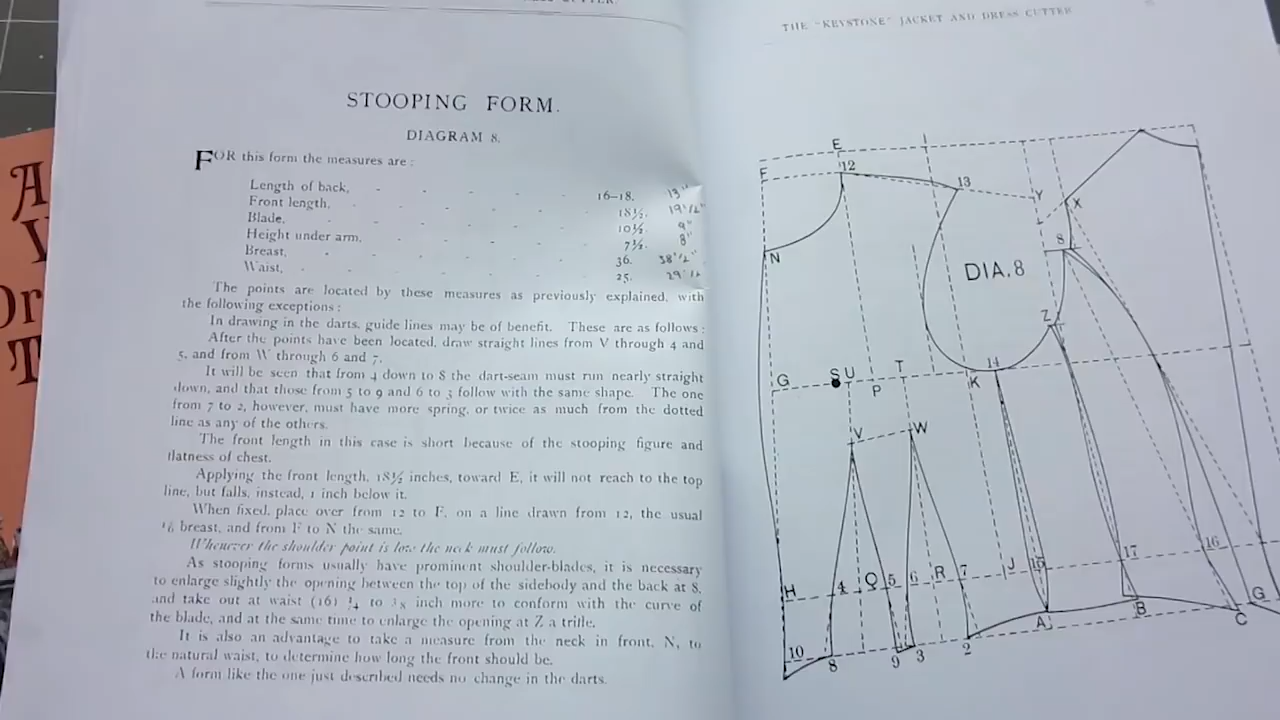 THE "KEYSTONE" JACKET AND DRESS CUTTER
STOOPING FORM.
DIAGRAM 8.
FOR this form the measures are :
Length of back, 16-18. 13"
Front length, 18½. 19½"
Blade, 10½. 9"
Height under arm, 7½. 8"
Breast, 36. 38½"
Waist, 25. 29½
The points are located by these measures as previously explained, with
the following exceptions :
In drawing in the darts, guide lines may be of benefit. These are as follows :
After the points have been located, draw straight lines from V through 4 and
5, and from W through 6 and 7.
It will be seen that from 4 down to 8 the dart-seam must run nearly straight
down, and that those from 5 to 9 and 6 to 3 follow with the same shape. The one
from 7 to 2, however, must have more spring, or twice as much from the dotted
line as any of the others.
The front length in this case is short because of the stooping figure and
flatness of chest.
Applying the front length, 18½ inches, toward E, it will not reach to the top
line, but falls, instead, 1 inch below it.
When fixed, place over from 12 to F, on a line drawn from 12, the usual
⅙ breast, and from F to N the same.
Whenever the shoulder point is low the neck must follow.
As stooping forms usually have prominent shoulder-blades, it is necessary
to enlarge slightly the opening between the top of the sidebody and the back at 8,
and take out at waist (16) ¼ to ⅜ inch more to conform with the curve of
the blade, and at the same time to enlarge the opening at Z a trifle.
It is also an advantage to take a measure from the neck in front, N, to
the natural waist, to determine how long the front should be.
A form like the one just described needs no change in the darts.
E
F
12
13
Y
L
X
N
8
DIA. 8
Z
G
S
U
P
T
K
14
V
W
H
4
Q
5
6
R
7
J
15
17
16
10
8
9
3
2
A
B
C
G